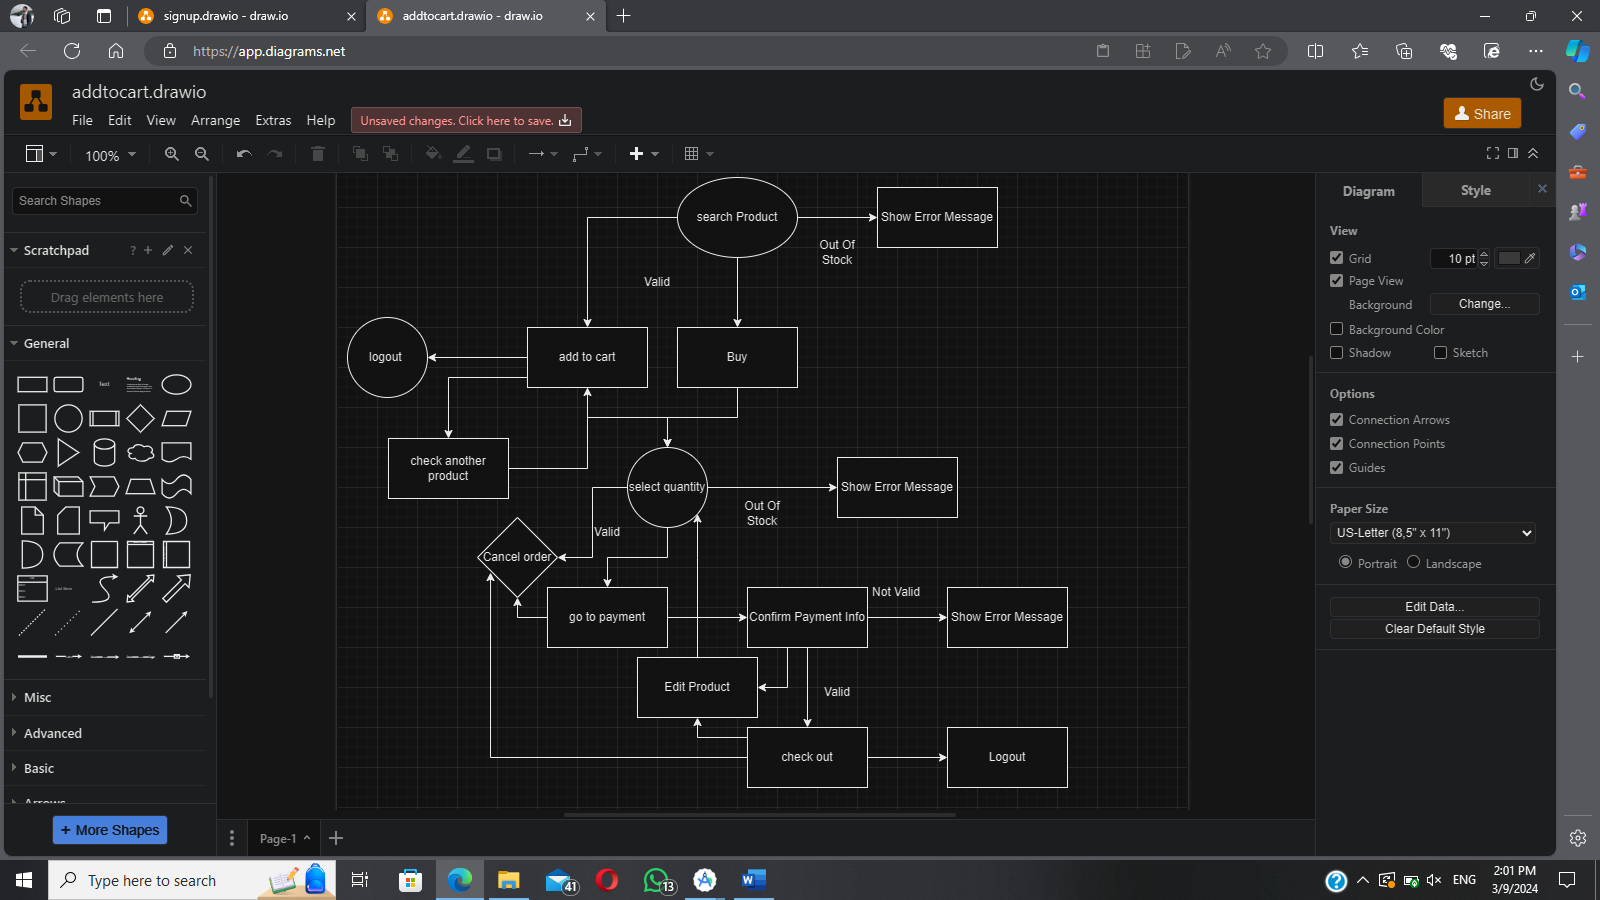 signup.drawio - draw.io
addtocart.drawio - draw.io
https://app.diagrams.net
addtocart.drawio
File Edit View Arrange Extras Help
Unsaved changes. Click here to save.
Share
100%
Search Shapes
Scratchpad
?
Drag elements here
General
Text
Heading
List Item
Misc
Advanced
Basic
Arrows
+ More Shapes
search Product
Show Error Message
Out Of
Stock
Valid
logout
add to cart
Buy
check another
product
select quantity
Show Error Message
Out Of
Stock
Valid
Cancel order
go to payment
Confirm Payment Info
Not Valid
Show Error Message
Edit Product
Valid
check out
Logout
Page-1
Diagram
Style
View
Grid
10 pt
Page View
Background
Change...
Background Color
Shadow
Sketch
Options
Connection Arrows
Connection Points
Guides
Paper Size
US-Letter (8,5" x 11")
Portrait
Landscape
Edit Data...
Clear Default Style
Type here to search
41
13
ENG
2:01 PM
3/9/2024